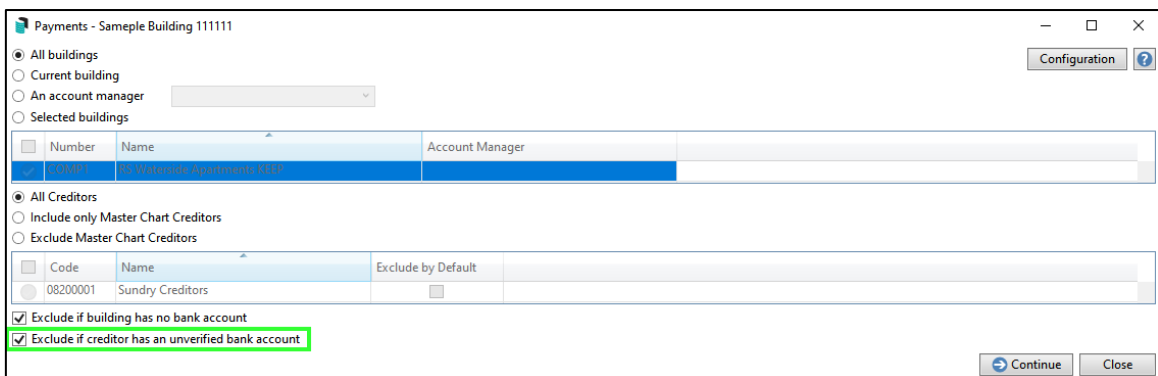 Payments - Sameple Building 111111
All buildings
Configuration
Current building
An account manager
Selected buildings
Number Name Account Manager
COMP1 RS Waterside Apartments KEEP
All Creditors
Include only Master Chart Creditors
Exclude Master Chart Creditors
Code Name Exclude by Default
08200001 Sundry Creditors
Exclude if building has no bank account
Exclude if creditor has an unverified bank account
Continue Close